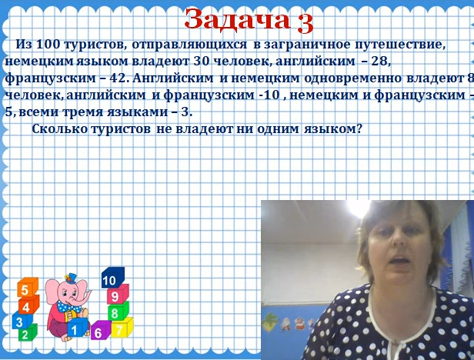 Задача 3
Из 100 туристов, отправляющихся в заграничное путешествие,
немецким языком владеют 30 человек, английским – 28,
французским – 42. Английским и немецким одновременно владеют 8
человек, английским и французским -10 , немецким и французским –
5, всеми тремя языками – 3.
Сколько туристов не владеют ни одним языком?
10
5
9
4
8
3
1
6
7
2